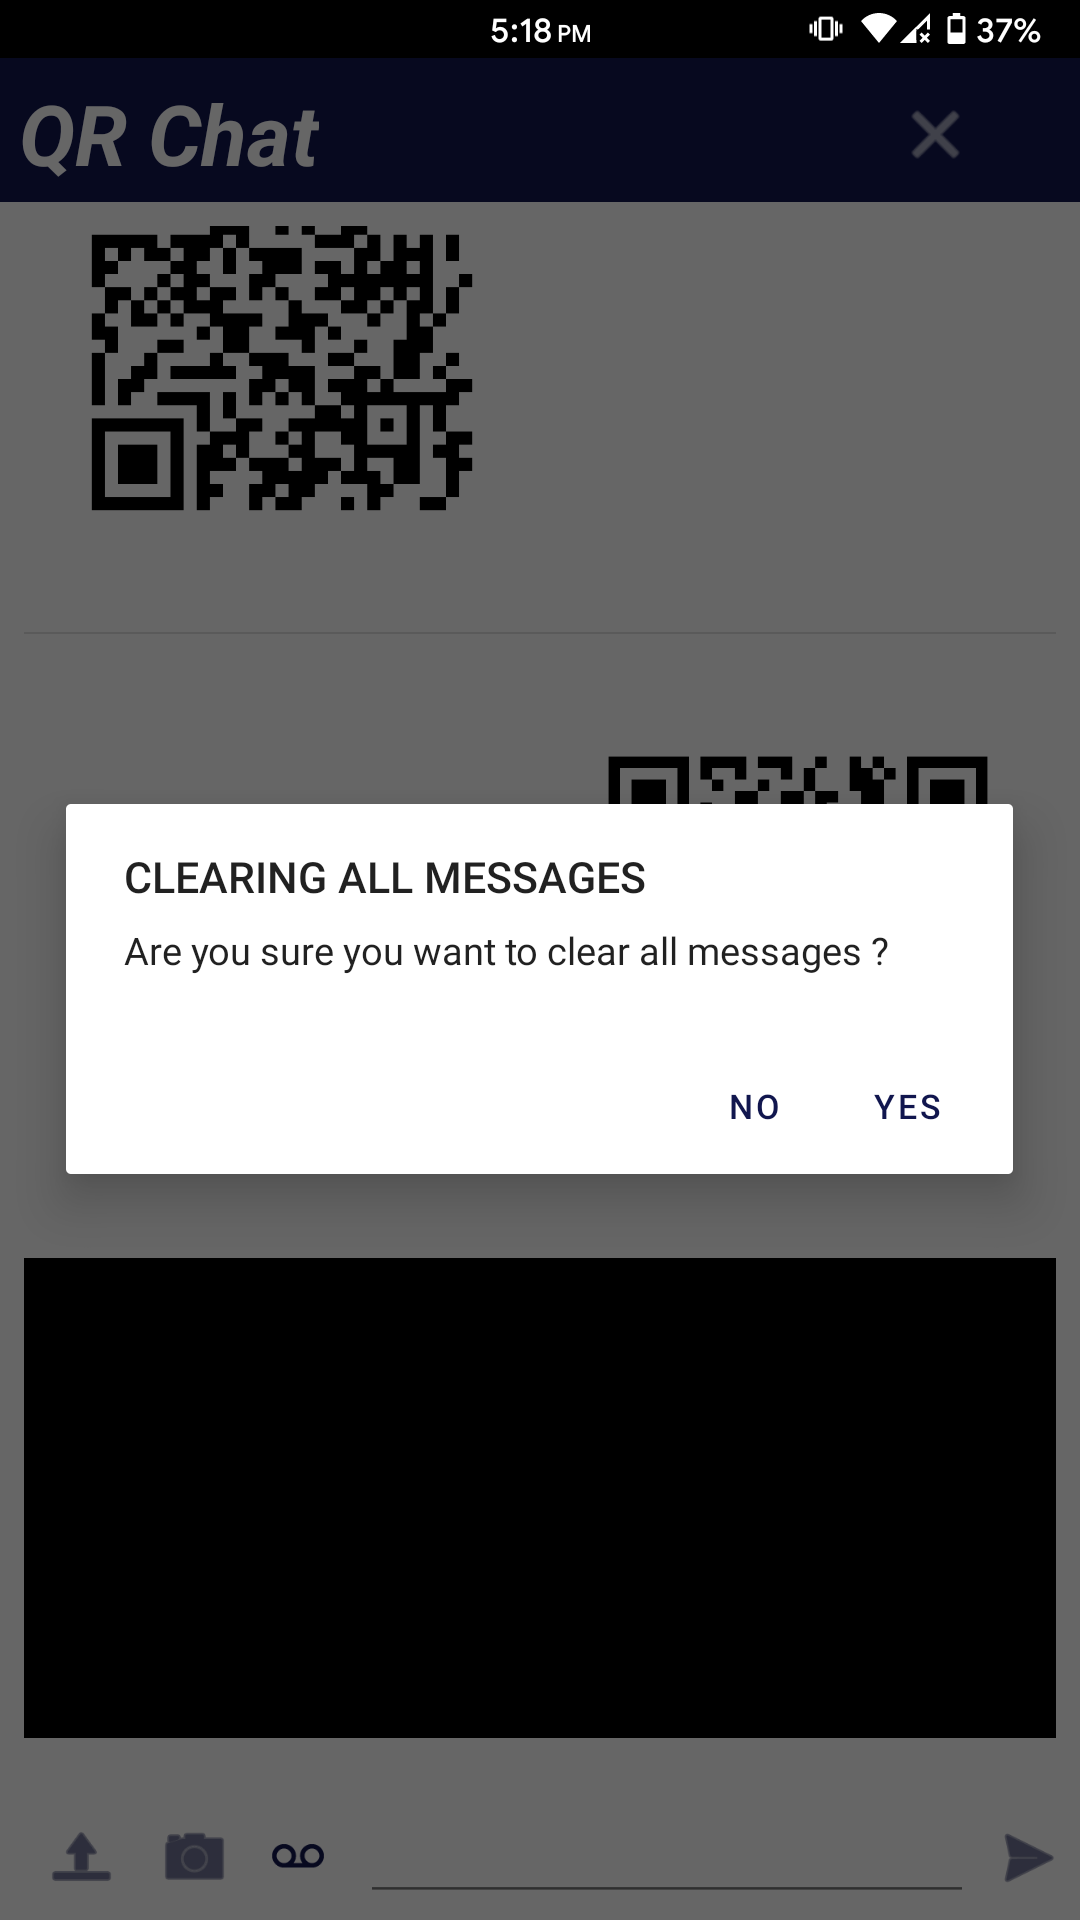 5:18 PM
37%
QR Chat
CLEARING ALL MESSAGES
Are you sure you want to clear all messages ?
NO
YES